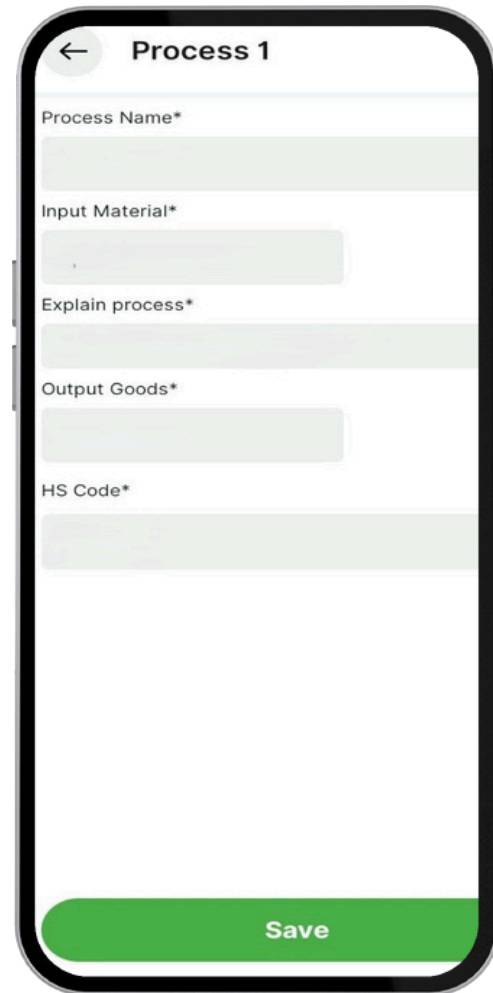 Process 1
Process Name*
Input Material*
Explain process*
Output Goods*
HS Code*
Save